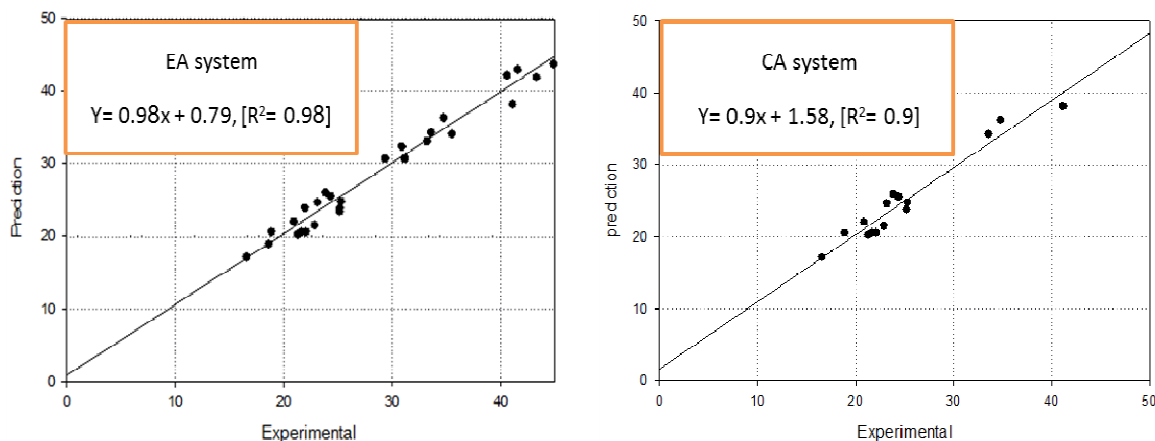 EA system
Y= 0.98x + 0.79, [R²= 0.98]
50
40
30
20
10
0
Prediction
0 10 20 30 40
Experimental
CA system
Y= 0.9x + 1.58, [R²= 0.9]
50
40
30
20
10
0
prediction
0 10 20 30 40 50
Experimental